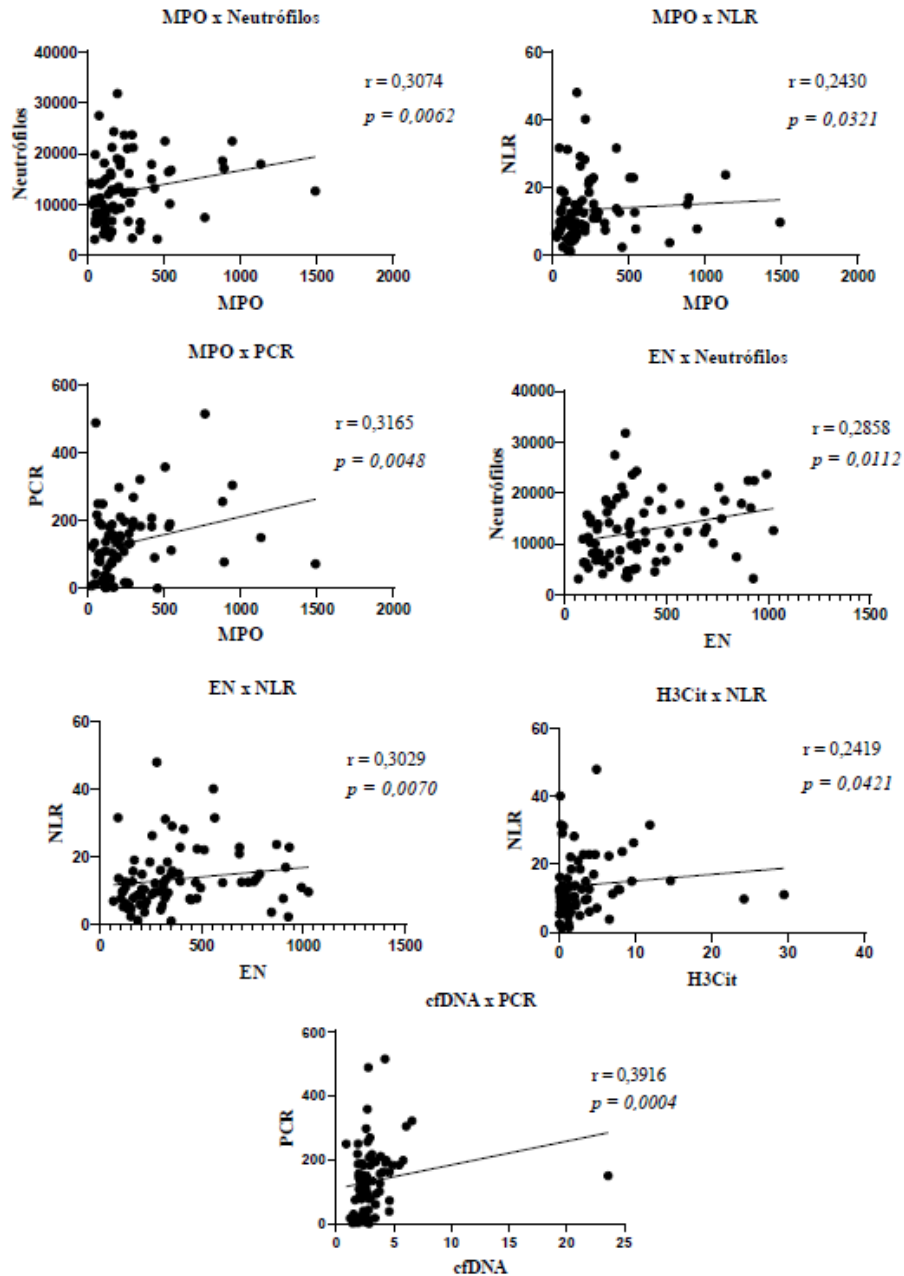 MPO x Neutrófilos
40000
30000
20000
10000
0
Neutrófilos
r = 0,3074
p = 0,0062
0 500 1000 1500 2000
MPO
MPO x NLR
60
40
20
0
NLR
r = 0,2430
p = 0,0321
0 500 1000 1500 2000
MPO
MPO x PCR
600
400
200
0
PCR
r = 0,3165
p = 0,0048
0 500 1000 1500 2000
MPO
EN x Neutrófilos
40000
30000
20000
10000
0
Neutrófilos
r = 0,2858
p = 0,0112
0 500 1000 1500
EN
EN x NLR
60
40
20
0
NLR
r = 0,3029
p = 0,0070
0 500 1000 1500
EN
H3Cit x NLR
60
40
20
0
NLR
r = 0,2419
p = 0,0421
0 10 20 30 40
H3Cit
cfDNA x PCR
600
400
200
0
PCR
r = 0,3916
p = 0,0004
0 5 10 15 20 25
cfDNA